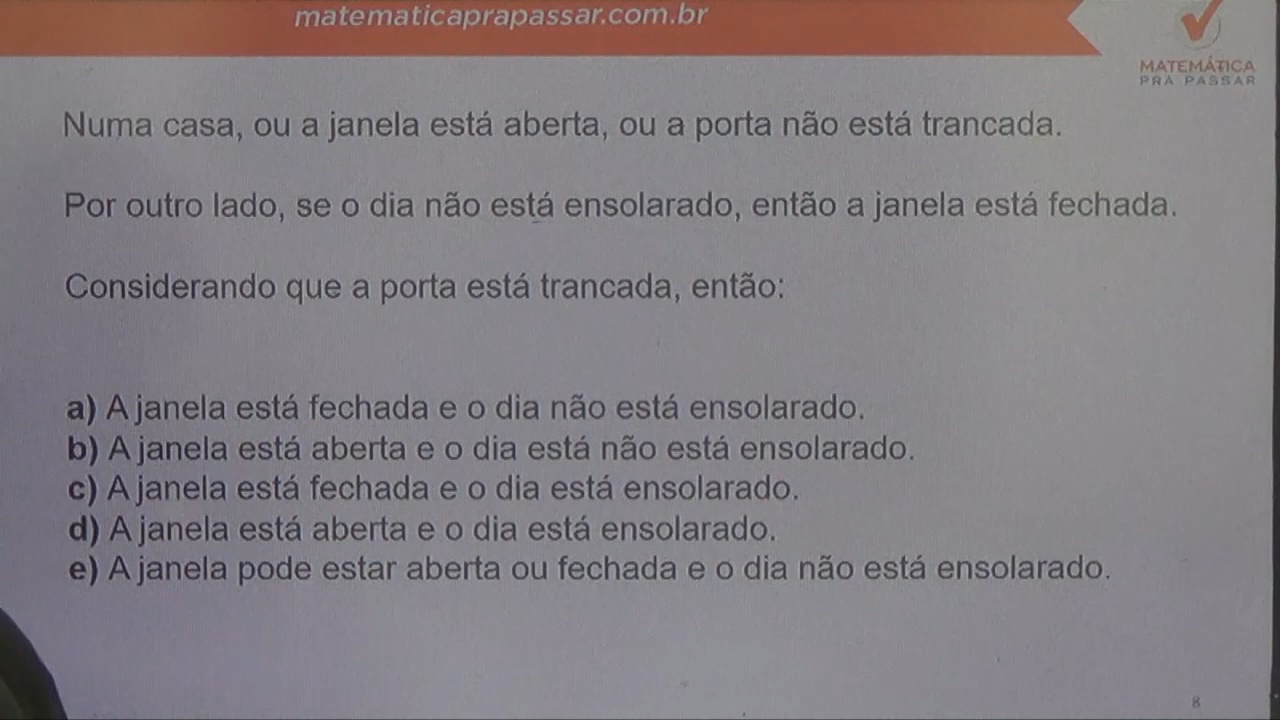 matematicaprapassar.com.br
MATEMÁTICA
PRA PASSAR
Numa casa, ou a janela está aberta, ou a porta não está trancada.
Por outro lado, se o dia não está ensolarado, então a janela está fechada.
Considerando que a porta está trancada, então:
a) A janela está fechada e o dia não está ensolarado.
b) A janela está aberta e o dia está não está ensolarado.
c) A janela está fechada e o dia está ensolarado.
d) A janela está aberta e o dia está ensolarado.
e) A janela pode estar aberta ou fechada e o dia não está ensolarado.
8